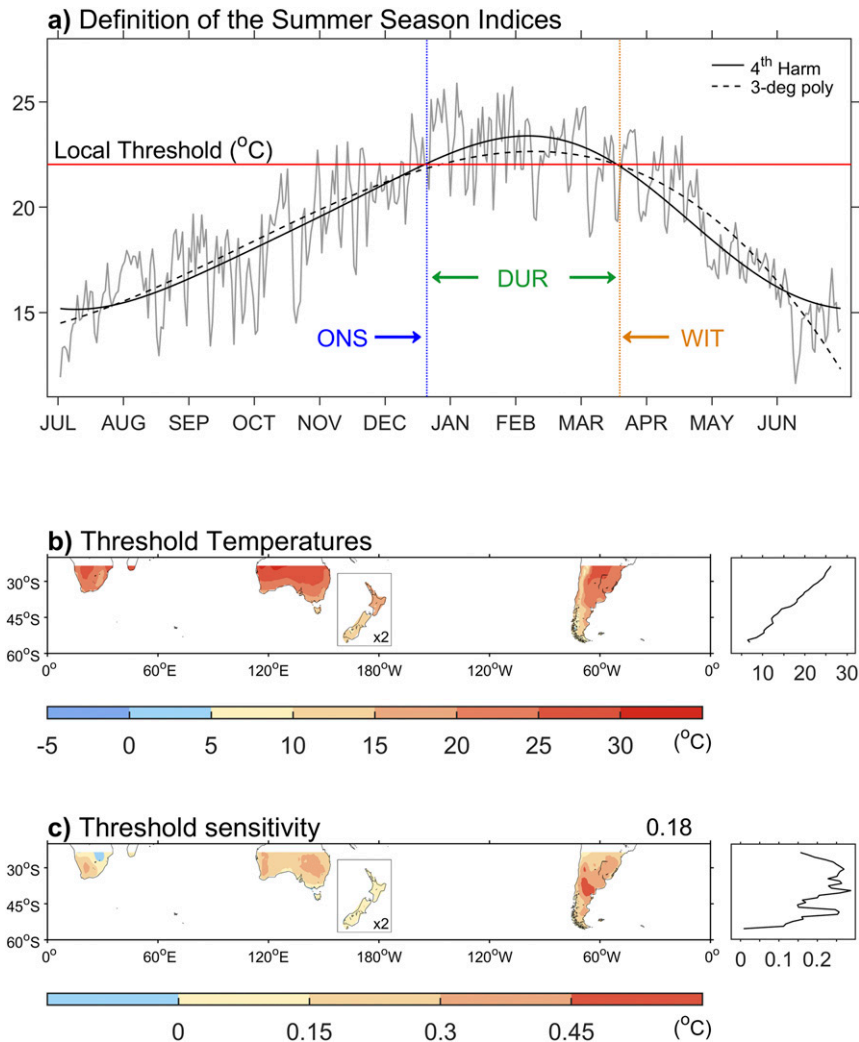 a) Definition of the Summer Season Indices
25
20
15
4th Harm
3-deg poly
Local Threshold (°C)
DUR
ONS
WIT
JUL AUG SEP OCT NOV DEC JAN FEB MAR APR MAY JUN
b) Threshold Temperatures
30°S
45°S
60°S
x2
0° 60°E 120°E 180°W 120°W 60°W 0°
10 20 30
-5 0 5 10 15 20 25 30 (°C)
c) Threshold sensitivity 0.18
30°S
45°S
60°S
x2
0° 60°E 120°E 180°W 120°W 60°W 0°
0 0.1 0.2
0 0.15 0.3 0.45 (°C)